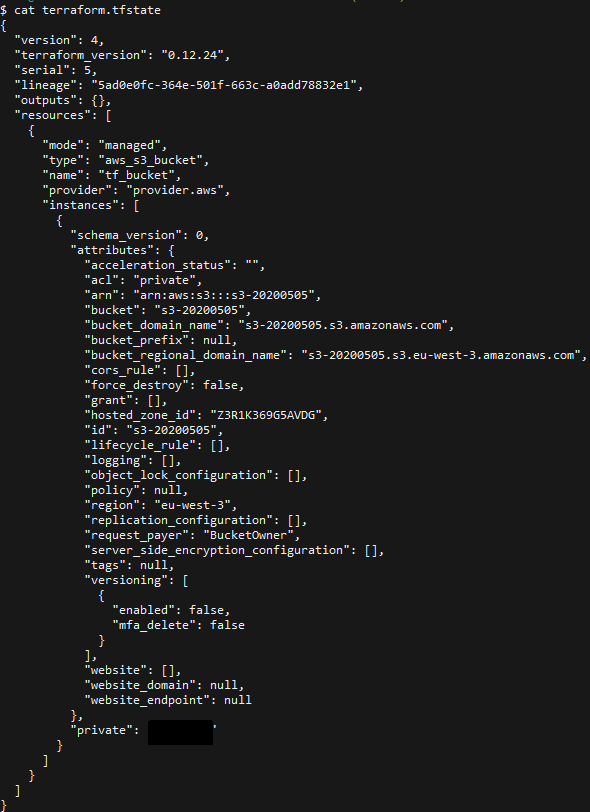 $ cat terraform.tfstate
{
  "version": 4,
  "terraform_version": "0.12.24",
  "serial": 5,
  "lineage": "5ad0e0fc-364e-501f-663c-a0add78832e1",
  "outputs": {},
  "resources": [
    {
      "mode": "managed",
      "type": "aws_s3_bucket",
      "name": "tf_bucket",
      "provider": "provider.aws",
      "instances": [
        {
          "schema_version": 0,
          "attributes": {
            "acceleration_status": "",
            "acl": "private",
            "arn": "arn:aws:s3:::s3-20200505",
            "bucket": "s3-20200505",
            "bucket_domain_name": "s3-20200505.s3.amazonaws.com",
            "bucket_prefix": null,
            "bucket_regional_domain_name": "s3-20200505.s3.eu-west-3.amazonaws.com",
            "cors_rule": [],
            "force_destroy": false,
            "grant": [],
            "hosted_zone_id": "Z3R1K369G5AVDG",
            "id": "s3-20200505",
            "lifecycle_rule": [],
            "logging": [],
            "object_lock_configuration": [],
            "policy": null,
            "region": "eu-west-3",
            "replication_configuration": [],
            "request_payer": "BucketOwner",
            "server_side_encryption_configuration": [],
            "tags": null,
            "versioning": [
              {
                "enabled": false,
                "mfa_delete": false
              }
            ],
            "website": [],
            "website_domain": null,
            "website_endpoint": null
          },
          "private":
        }
      ]
    }
  ]
}